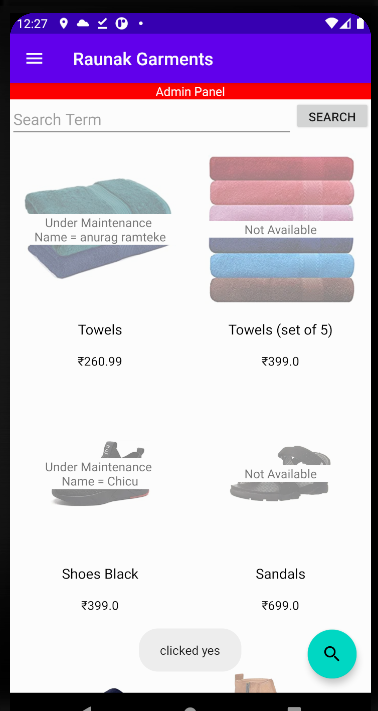 12:27
Raunak Garments
Admin Panel
Search Term
SEARCH
Under Maintenance
Name = anurag ramteke
Not Available
Towels
Towels (set of 5)
₹260.99
₹399.0
Under Maintenance
Name = Chicu
Not Available
Shoes Black
Sandals
₹399.0
₹699.0
clicked yes